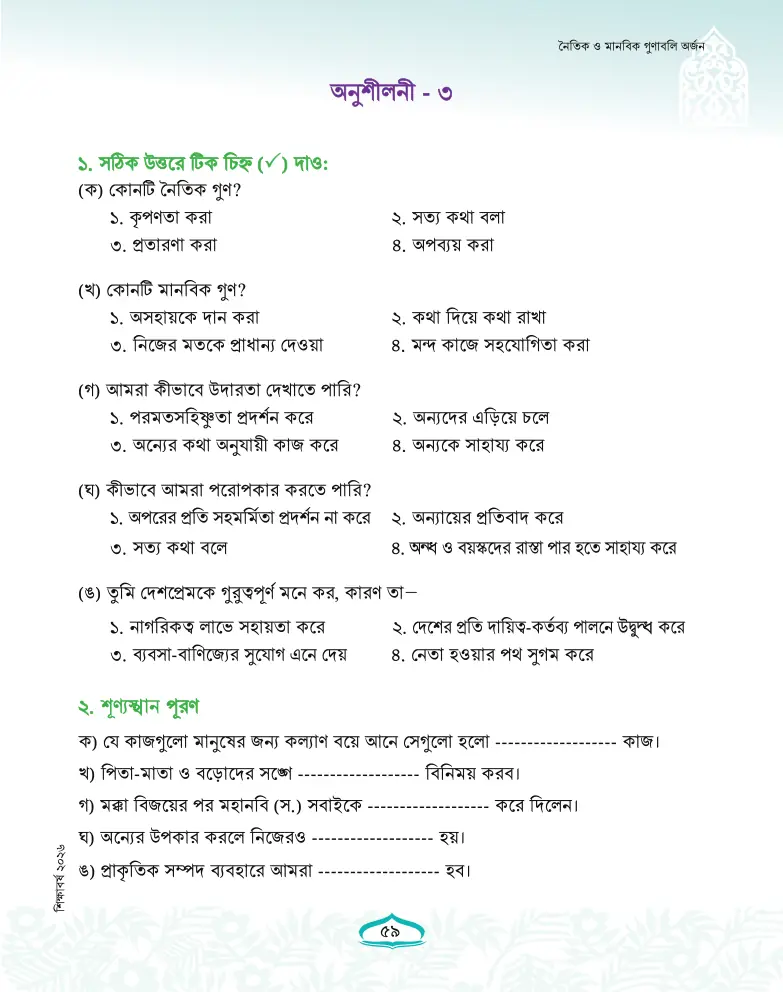 নৈতিক ও মানবিক গুণাবলি অর্জন
অনুশীলনী - ৩
১. সঠিক উত্তরে টিক চিহ্ন (✓) দাও:
(ক) কোনটি নৈতিক গুণ?
১. কৃপণতা করা ২. সত্য কথা বলা
৩. প্রতারণা করা ৪. অপব্যয় করা
(খ) কোনটি মানবিক গুণ?
১. অসহায়কে দান করা ২. কথা দিয়ে কথা রাখা
৩. নিজের মতকে প্রাধান্য দেওয়া ৪. মন্দ কাজে সহযোগিতা করা
(গ) আমরা কীভাবে উদারতা দেখাতে পারি?
১. পরমতসহিষ্ণুতা প্রদর্শন করে ২. অন্যদের এড়িয়ে চলে
৩. অন্যের কথা অনুযায়ী কাজ করে ৪. অন্যকে সাহায্য করে
(ঘ) কীভাবে আমরা পরোপকার করতে পারি?
১. অপরের প্রতি সহমর্মিতা প্রদর্শন না করে ২. অন্যায়ের প্রতিবাদ করে
৩. সত্য কথা বলে ৪. অন্ধ ও বয়স্কদের রাস্তা পার হতে সাহায্য করে
(ঙ) তুমি দেশপ্রেমকে গুরুত্বপূর্ণ মনে কর, কারণ তা–
১. নাগরিকত্ব লাভে সহায়তা করে ২. দেশের প্রতি দায়িত্ব-কর্তব্য পালনে উদ্বুদ্ধ করে
৩. ব্যবসা-বাণিজ্যের সুযোগ এনে দেয় ৪. নেতা হওয়ার পথ সুগম করে
২. শূণ্যস্থান পূরণ
ক) যে কাজগুলো মানুষের জন্য কল্যাণ বয়ে আনে সেগুলো হলো ------------------- কাজ।
খ) পিতা-মাতা ও বড়োদের সঙ্গে ------------------- বিনিময় করব।
গ) মক্কা বিজয়ের পর মহানবি (স.) সবাইকে ------------------- করে দিলেন।
ঘ) অন্যের উপকার করলে নিজেরও ------------------- হয়।
ঙ) প্রাকৃতিক সম্পদ ব্যবহারে আমরা ------------------- হব।
শিক্ষাবর্ষ ২০২৬
৫৯